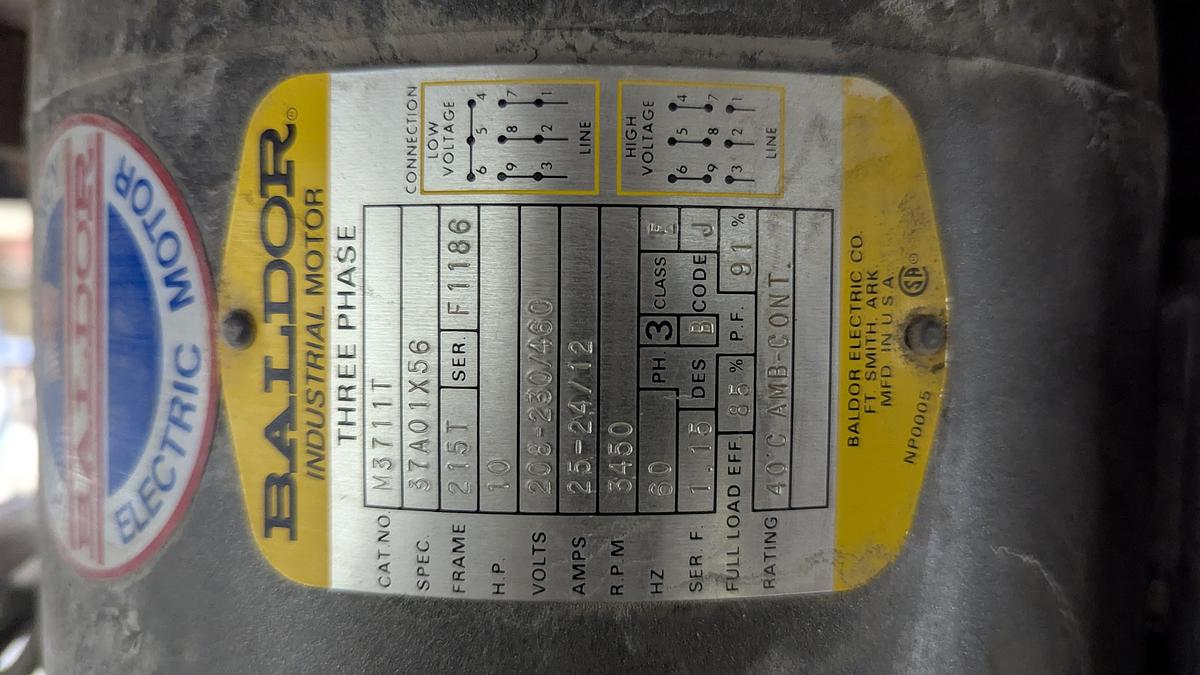 BALDOR
ELECTRIC MOTOR
BALDOR®
INDUSTRIAL MOTOR
THREE PHASE
CAT NO. M3711T
SPEC. 37A01X56
FRAME 215T SER. F1186
H.P. 10
VOLTS 208-230/460
AMPS 25-24/12
R.P.M. 3450
HZ 60 PH 3 CLASS
SER F. 1.15 DES B CODE J
FULL LOAD EFF. 85 % P.F. 91 %
RATING 40°C AMB-CONT.
CONNECTION
LOW
VOLTAGE
6 5 4
9 8 7
3 2 1
LINE
HIGH
VOLTAGE
6 5 4
9 8 7
3 2 1
LINE
BALDOR ELECTRIC CO.
FT. SMITH, ARK.
MFD IN U.S.A.
SA
NP0005